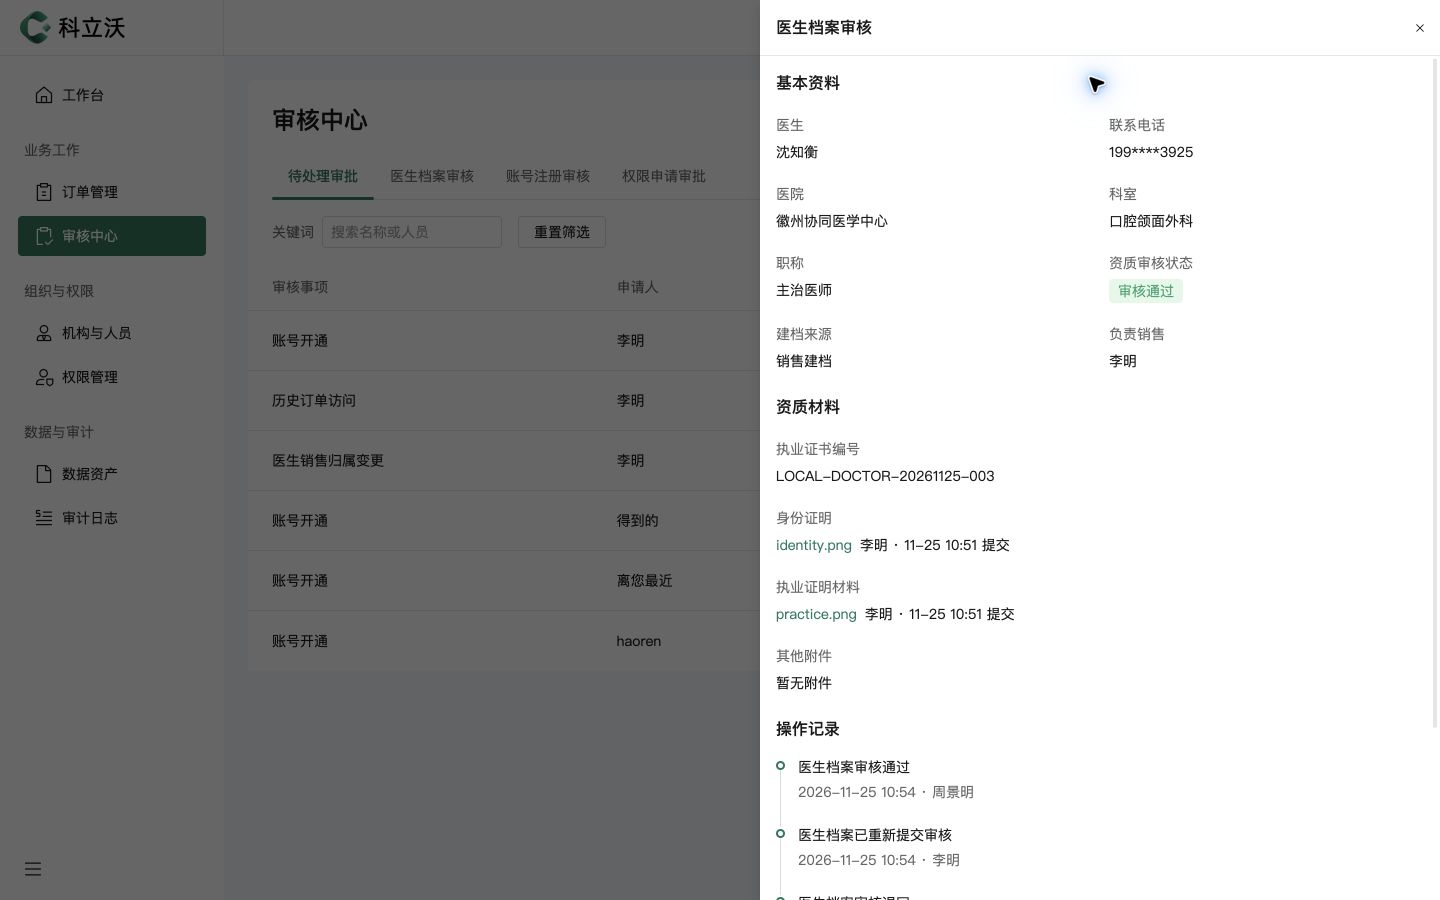 科立沃
工作台
业务工作
订单管理
审核中心
组织与权限
机构与人员
权限管理
数据与审计
数据资产
审计日志
审核中心
待处理审批 医生档案审核 账号注册审核 权限申请审批
关键词 搜索名称或人员 重置筛选
审核事项 申请人
账号开通 李明
历史订单访问 李明
医生销售归属变更 李明
账号开通 得到的
账号开通 离您最近
账号开通 haoren
医生档案审核
基本资料
医生 联系电话
沈知衡 199****3925
医院 科室
徽州协同医学中心 口腔颌面外科
职称 资质审核状态
主治医师 审核通过
建档来源 负责销售
销售建档 李明
资质材料
执业证书编号
LOCAL-DOCTOR-20261125-003
身份证明
identity.png 李明 · 11-25 10:51 提交
执业证明材料
practice.png 李明 · 11-25 10:51 提交
其他附件
暂无附件
操作记录
医生档案审核通过
2026-11-25 10:54 · 周景明
医生档案已重新提交审核
2026-11-25 10:54 · 李明